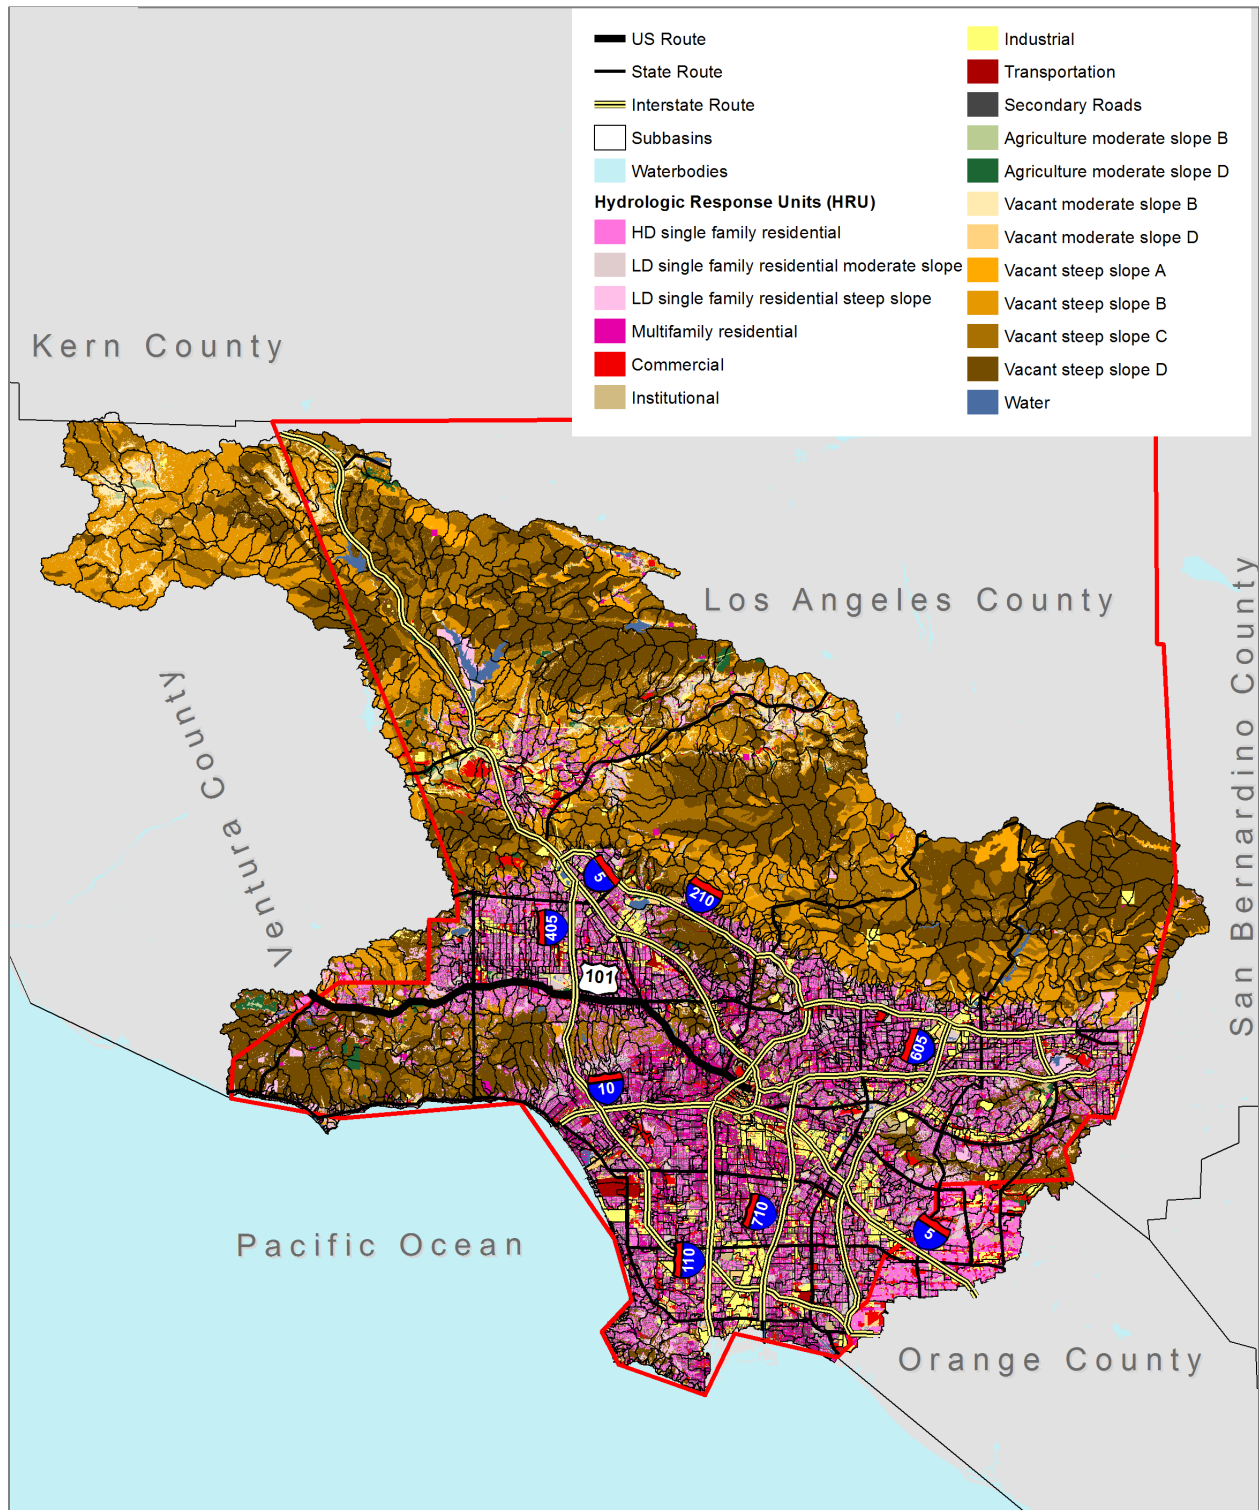 US Route
State Route
Interstate Route
Subbasins
Waterbodies
Hydrologic Response Units (HRU)
HD single family residential
LD single family residential moderate slope
LD single family residential steep slope
Multifamily residential
Commercial
Institutional
Industrial
Transportation
Secondary Roads
Agriculture moderate slope B
Agriculture moderate slope D
Vacant moderate slope B
Vacant moderate slope D
Vacant steep slope A
Vacant steep slope B
Vacant steep slope C
Vacant steep slope D
Water
Kern County
Los Angeles County
San Bernardino County
Ventura County
5
210
405
101
605
10
710
5
110
Pacific Ocean
Orange County